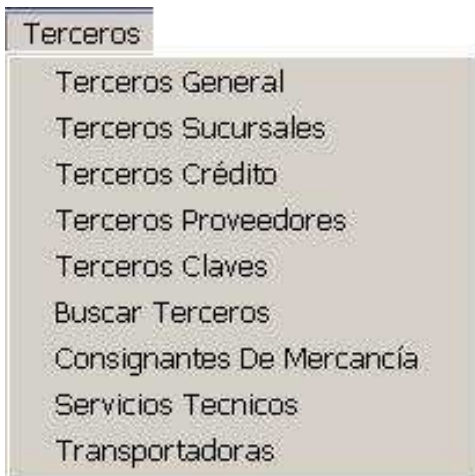 Terceros
Terceros General
Terceros Sucursales
Terceros Crédito
Terceros Proveedores
Terceros Claves
Buscar Terceros
Consignantes De Mercancía
Servicios Tecnicos
Transportadoras